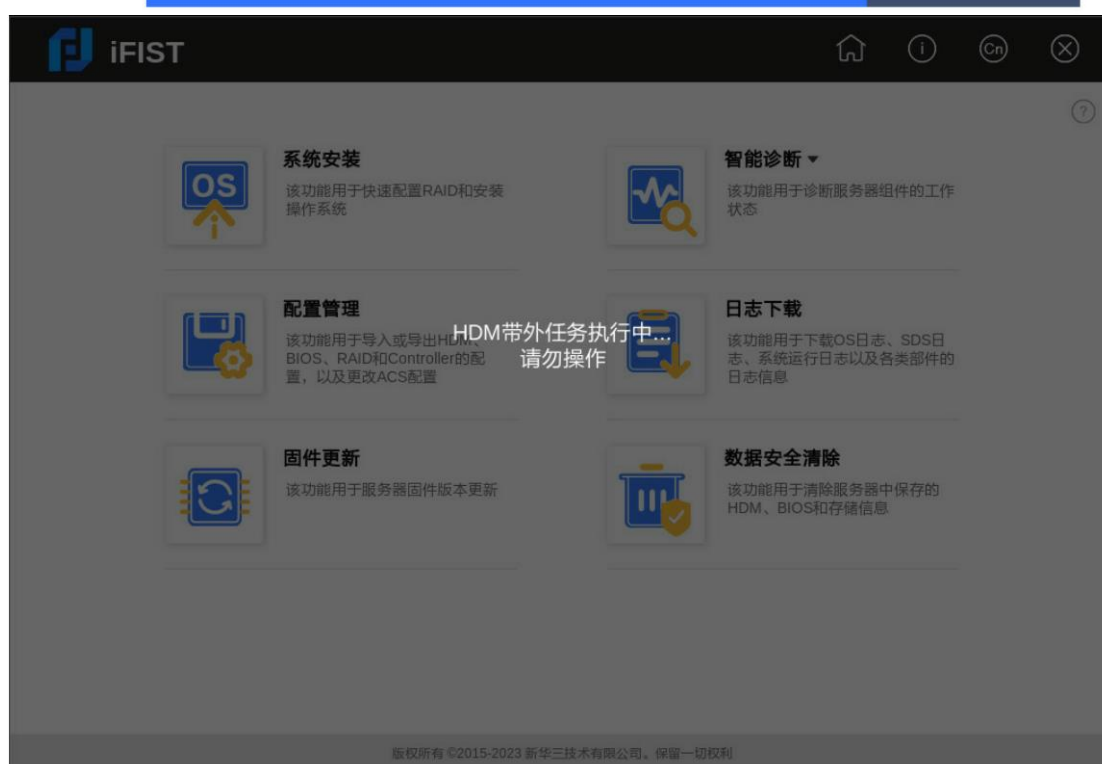 iFIST
Cn
系统安装
该功能用于快速配置RAID和安装
操作系统
OS
智能诊断
该功能用于诊断服务器组件的工作
状态
配置管理
该功能用于导入或导出HDM、
BIOS、RAID和Controller的配
置，以及更改ACS配置
日志下载
该功能用于下载OS日志、SDS日
志、系统运行日志以及各类部件的
日志信息
HDM带外任务执行中...
请勿操作
固件更新
该功能用于服务器固件版本更新
数据安全清除
该功能用于清除服务器中保存的
HDM、BIOS和存储信息
版权所有 ©2015-2023 新华三技术有限公司。保留一切权利